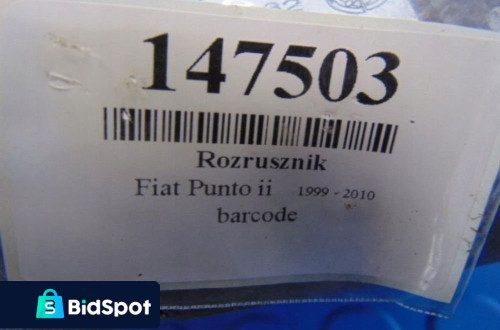 147503
Rozrusznik
Fiat Punto ii 1999 - 2010
barcode
BidSpot